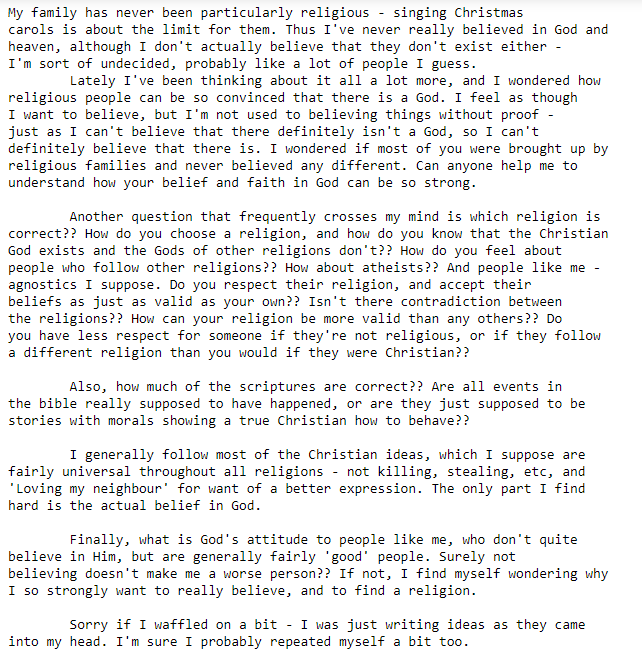 My family has never been particularly religious - singing Christmas
carols is about the limit for them. Thus I've never really believed in God and
heaven, although I don't actually believe that they don't exist either -
I'm sort of undecided, probably like a lot of people I guess.
Lately I've been thinking about it all a lot more, and I wondered how
religious people can be so convinced that there is a God. I feel as though
I want to believe, but I'm not used to believing things without proof -
just as I can't believe that there definitely isn't a God, so I can't
definitely believe that there is. I wondered if most of you were brought up by
religious families and never believed any different. Can anyone help me to
understand how your belief and faith in God can be so strong.
Another question that frequently crosses my mind is which religion is
correct?? How do you choose a religion, and how do you know that the Christian
God exists and the Gods of other religions don't?? How do you feel about
people who follow other religions?? How about atheists?? And people like me -
agnostics I suppose. Do you respect their religion, and accept their
beliefs as just as valid as your own?? Isn't there contradiction between
the religions?? How can your religion be more valid than any others?? Do
you have less respect for someone if they're not religious, or if they follow
a different religion than you would if they were Christian??
Also, how much of the scriptures are correct?? Are all events in
the bible really supposed to have happened, or are they just supposed to be
stories with morals showing a true Christian how to behave??
I generally follow most of the Christian ideas, which I suppose are
fairly universal throughout all religions - not killing, stealing, etc, and
'Loving my neighbour' for want of a better expression. The only part I find
hard is the actual belief in God.
Finally, what is God's attitude to people like me, who don't quite
believe in Him, but are generally fairly 'good' people. Surely not
believing doesn't make me a worse person?? If not, I find myself wondering why
I so strongly want to really believe, and to find a religion.
Sorry if I waffled on a bit - I was just writing ideas as they came
into my head. I'm sure I probably repeated myself a bit too.